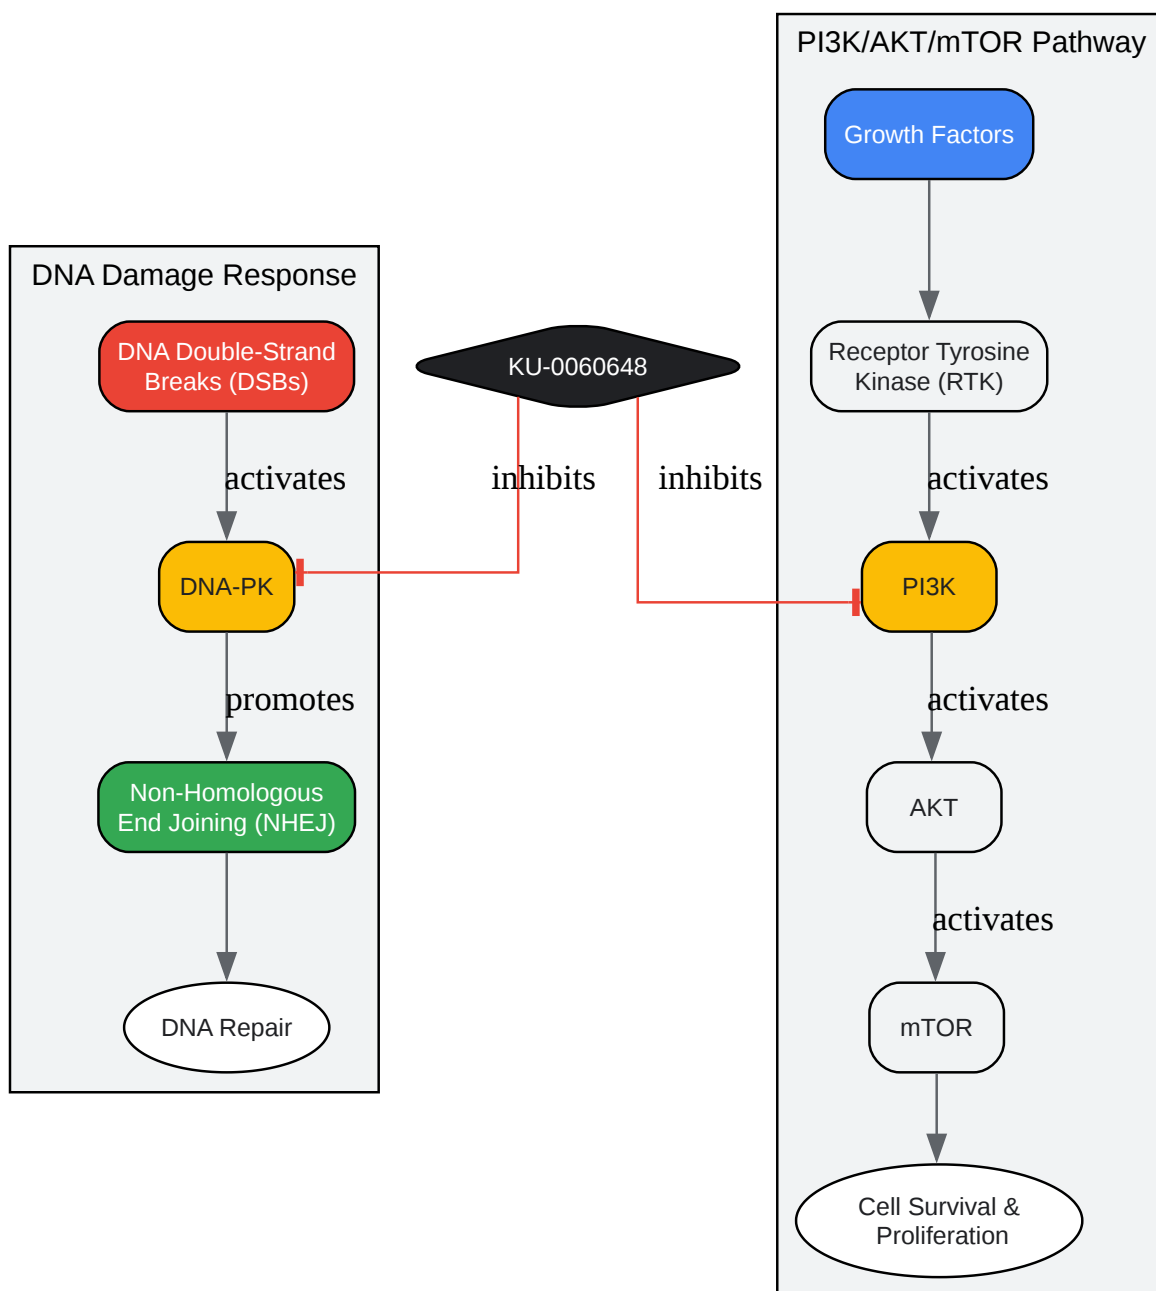 PI3K/AKT/mTOR Pathway
Growth Factors
DNA Damage Response
DNA Double-Strand
Breaks (DSBs)
KU-0060648
Receptor Tyrosine
Kinase (RTK)
activates
inhibits
inhibits
activates
DNA-PK
PI3K
promotes
activates
Non-Homologous
End Joining (NHEJ)
AKT
activates
DNA Repair
mTOR
Cell Survival &
Proliferation